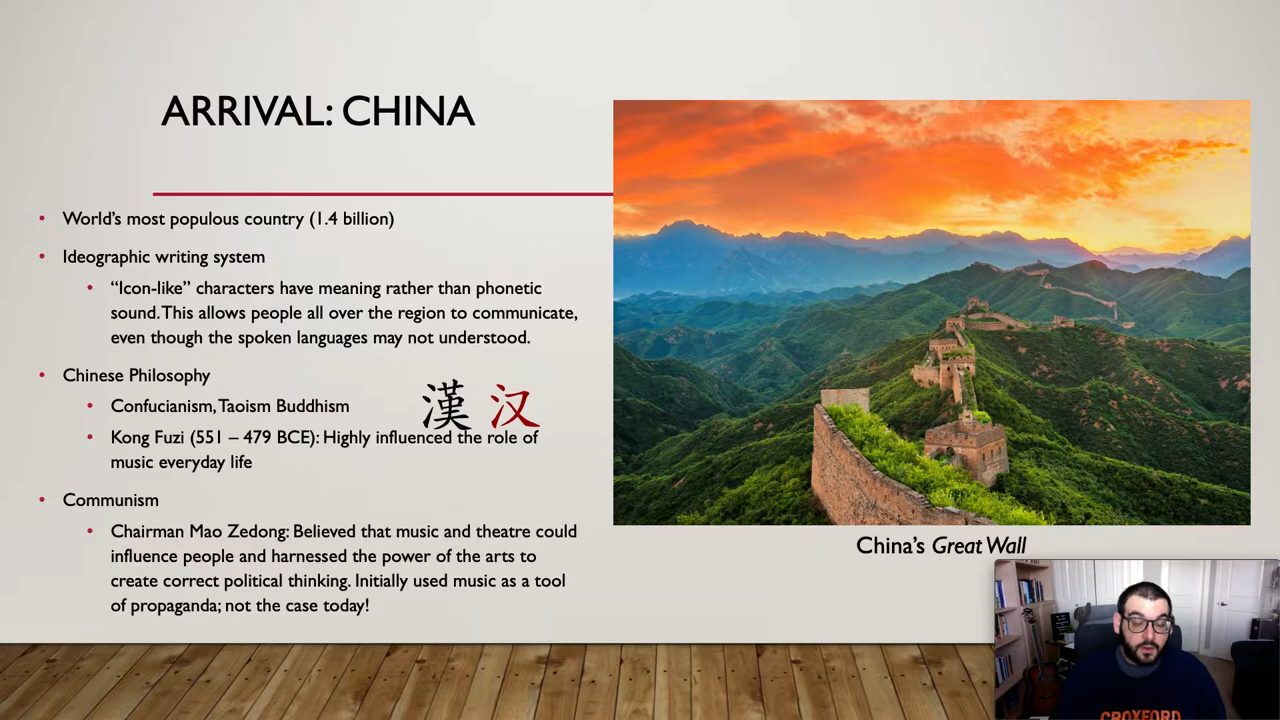 ARRIVAL: CHINA
• World's most populous country (1.4 billion)
• Ideographic writing system
• “Icon-like” characters have meaning rather than phonetic
sound. This allows people all over the region to communicate,
even though the spoken languages may not understood.
• Chinese Philosophy
• Confucianism, Taoism Buddhism
漢 汉
• Kong Fuzi (551 – 479 BCE): Highly influenced the role of
music everyday life
• Communism
• Chairman Mao Zedong: Believed that music and theatre could
influence people and harnessed the power of the arts to
create correct political thinking. Initially used music as a tool
of propaganda; not the case today!
China's Great Wall
CROXFORD